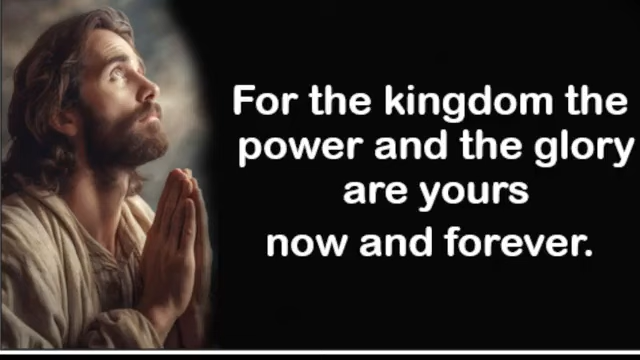 For the kingdom the
power and the glory
are yours
now and forever.